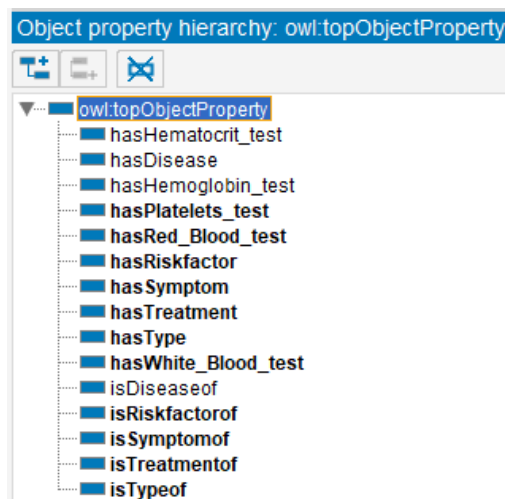 Object property hierarchy: owl:topObjectProperty
owl:topObjectProperty
hasHematocrit_test
hasDisease
hasHemoglobin_test
hasPlatelets_test
hasRed_Blood_test
hasRiskfactor
hasSymptom
hasTreatment
hasType
hasWhite_Blood_test
isDiseaseof
isRiskfactorof
isSymptomof
isTreatmentof
isTypeof